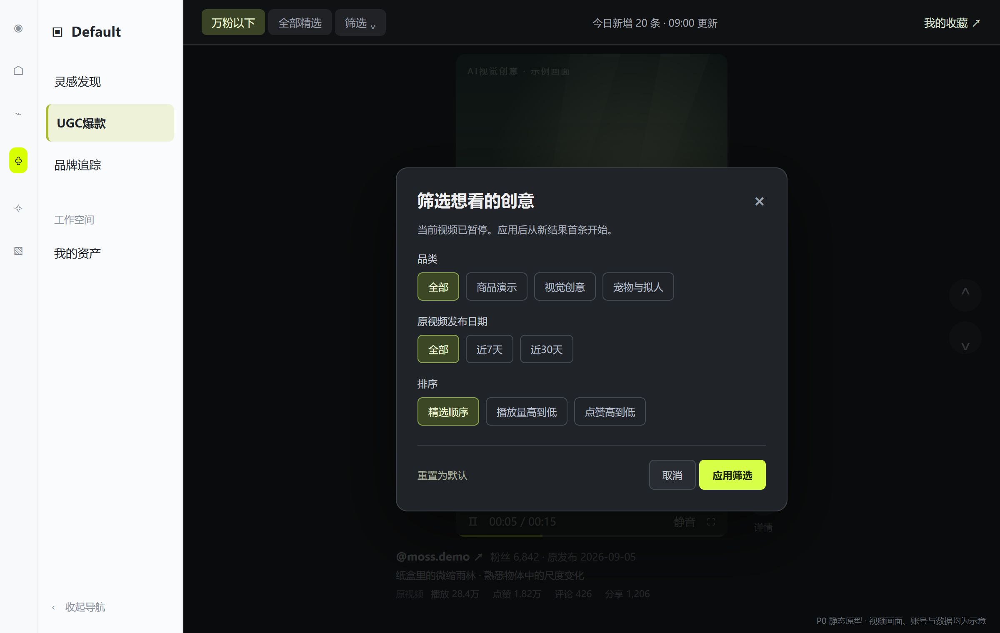 Default
灵感发现
UGC爆款
品牌追踪
工作空间
我的资产
收起导航
万粉以下 全部精选 筛选
今日新增 20 条 · 09:00 更新
我的收藏 ↗
AI视觉创意 · 示例画面
筛选想看的创意
当前视频已暂停。应用后从新结果首条开始。
品类
全部 商品演示 视觉创意 宠物与拟人
原视频发布日期
全部 近7天 近30天
排序
精选顺序 播放量高到低 点赞高到低
重置为默认 取消 应用筛选
00:05 / 00:15 静音
详情
@moss.demo ↗ 粉丝 6,842 · 原发布 2026-09-05
纸盒里的微缩雨林 · 熟悉物体中的尺度变化
原视频 播放 28.4万 点赞 1.82万 评论 426 分享 1,206
P0 静态原型 · 视频画面、账号与数据均为示意